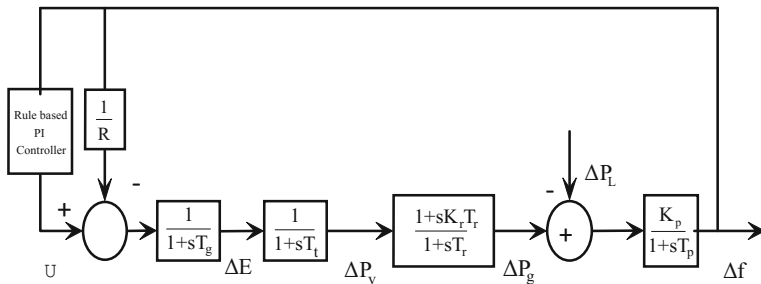 Rule based
PI
Controller
1
R
-
+
U
1
1+sT_g
ΔE
1
1+sT_t
ΔP_v
1+sK_rT_r
1+sT_r
ΔP_g
-
ΔP_L
+
K_p
1+sT_p
Δf